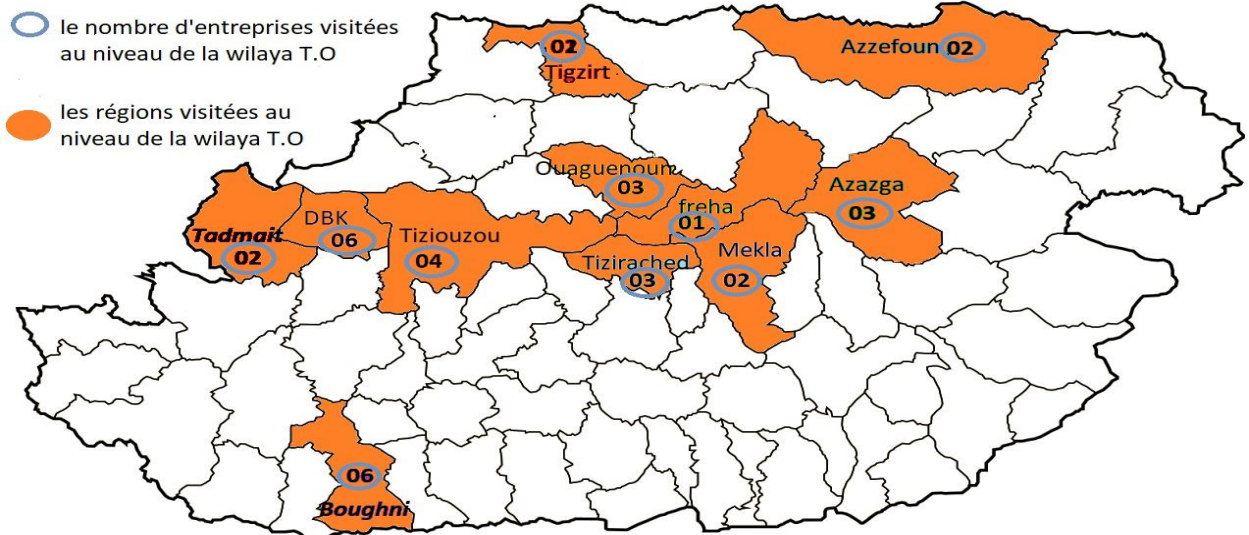 le nombre d'entreprises visitées
au niveau de la wilaya T.O
les régions visitées au
niveau de la wilaya T.O
Tigzirt
Azzefoun 02
Ouaguenoun
03
Azazga
03
freha
01
DBK
06
Tadmait
02
Tiziouzou
04
Tizirached
03
Mekla
02
06
Boughni